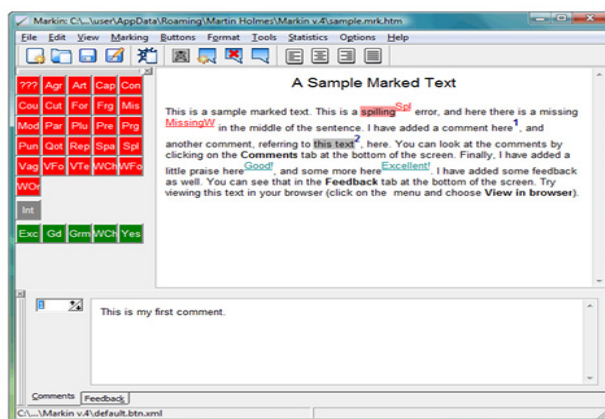 Markin: C:\...\user\AppData\Roaming\Martin Holmes\Markin v.4\sample.mrk.htm
File Edit View Marking Buttons Format Tools Statistics Options Help
??? Agr Art Cap Con
Cou Cut For Frg Mis
Mod Par Plu Pre Prg
Pun Qot Rep Spa Spl
Vag VFo VTe WCh WFo
WOr
Int
Exc Gd Grm WCh Yes
A Sample Marked Text
This is a sample marked text. This is a spilling Spl error, and here there is a missing
MissingW in the middle of the sentence. I have added a comment here 1, and
another comment, referring to this text 2, here. You can look at the comments by
clicking on the Comments tab at the bottom of the screen. Finally, I have added a
little praise here Good!, and some more here Excellent!. I have added some feedback
as well. You can see that in the Feedback tab at the bottom of the screen. Try
viewing this text in your browser (click on the menu and choose View in browser).
1
This is my first comment.
Comments Feedback
C:\...\Markin v.4\default.btn.xml